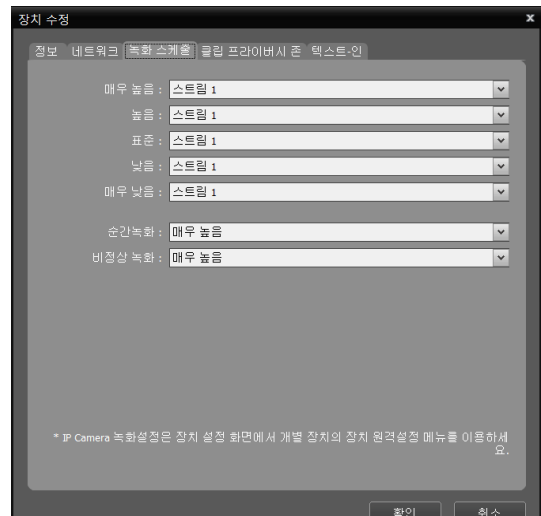 장치 수정 x
정보 네트워크 녹화 스케줄 클립 프라이버시 존 텍스트-인
매우 높음 : 스트림 1
높음 : 스트림 1
표준 : 스트림 1
낮음 : 스트림 1
매우 낮음 : 스트림 1
순간녹화 : 매우 높음
비정상 녹화 : 매우 높음
* IP Camera 녹화설정은 장치 설정 화면에서 개별 장치의 장치 원격설정 메뉴를 이용하세
요.
확인 취소